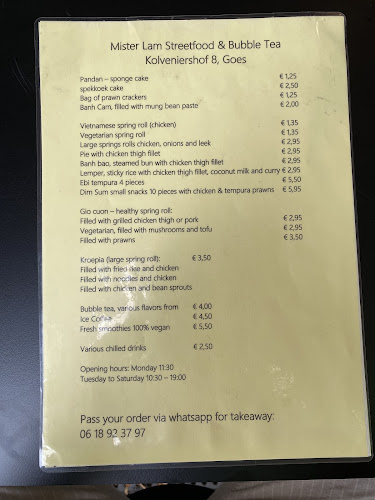 Mister Lam Streetfood & Bubble Tea
Kolveniershof 8, Goes
Pandan – sponge cake € 1,25
spekkoek cake € 2,50
Bag of prawn crackers € 1,25
Banh Cam, filled with mung bean paste € 2,00
Vietnamese spring roll (chicken) € 1,35
Vegetarian spring roll € 1,35
Large springs rolls chicken, onions and leek € 2,95
Pie with chicken thigh fillet € 2,95
Banh bao, steamed bun with chicken thigh fillet € 2,95
Lemper, sticky rice with chicken thigh fillet, coconut milk and curry € 2,95
Ebi tempura 4 pieces € 5,50
Dim Sum small snacks 10 pieces with chicken & tempura prawns € 5,95
Gio cuon – healthy spring roll:
Filled with grilled chicken thigh or pork € 2,95
Vegetarian, filled with mushrooms and tofu € 2,95
Filled with prawns € 3,50
Kroepia (large spring roll): € 3,50
Filled with fried rise and chicken
Filled with noodles and chicken
Filled with chicken and bean sprouts
Bubble tea, various flavors from € 4,00
Ice Coffee € 4,50
Fresh smoothies 100% vegan € 5,50
Various chilled drinks € 2,50
Opening hours: Monday 11:30
Tuesday to Saturday 10:30 – 19:00
Pass your order via whatsapp for takeaway:
06 18 92 37 97